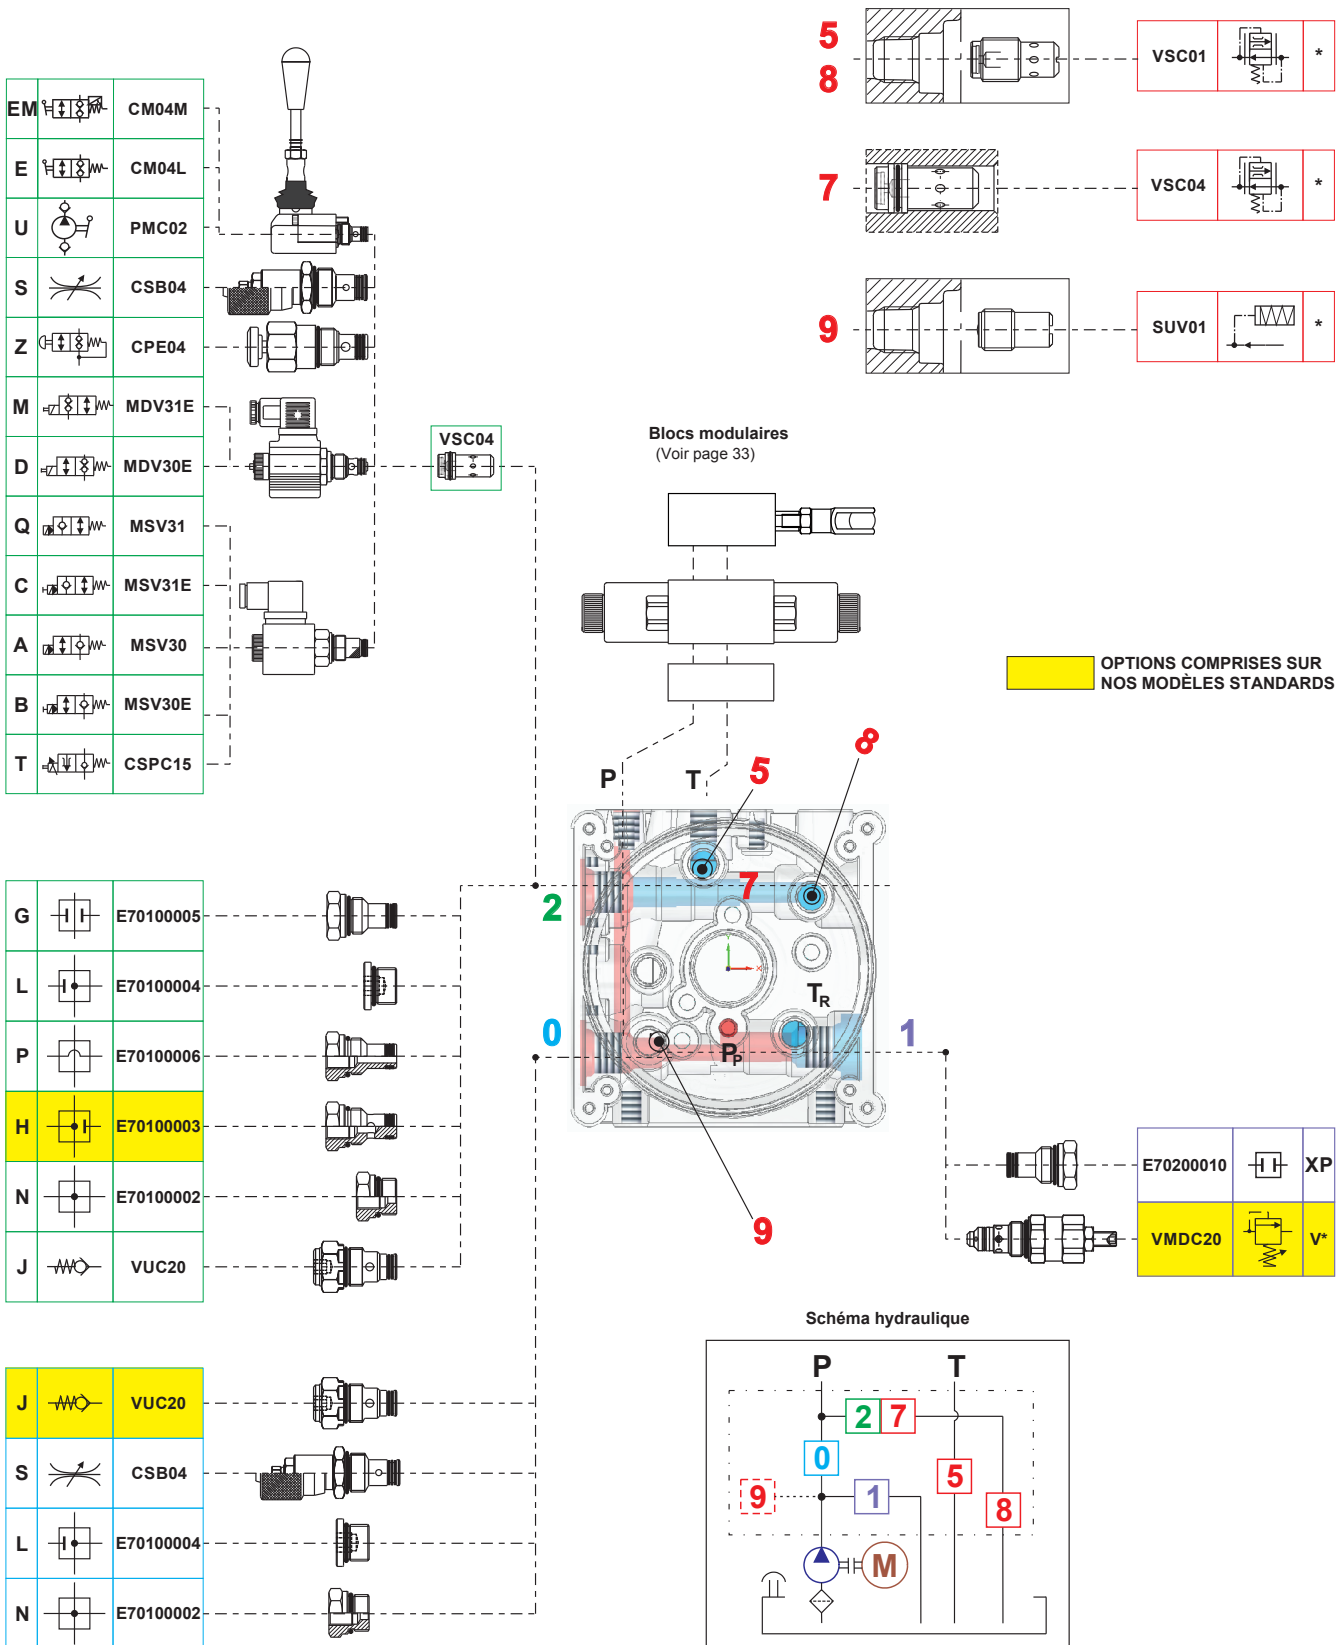 5
8
VSC01
*
7
VSC04
*
9
SUV01
*
EM CM04M
E CM04L
U PMC02
S CSB04
Z CPE04
M MDV31E
D MDV30E
Q MSV31
C MSV31E
A MSV30
B MSV30E
T CSPC15
VSC04
Blocs modulaires
(Voir page 33)
OPTIONS COMPRISES SUR
NOS MODÈLES STANDARDS
P T 5 8
2 7
0 1
TR
PP
9
G E70100005
L E70100004
P E70100006
H E70100003
N E70100002
J VUC20
E70200010 XP
VMDC20 V*
J VUC20
S CSB04
L E70100004
N E70100002
Schéma hydraulique
P T
2 7
0
9 1 5
8
M